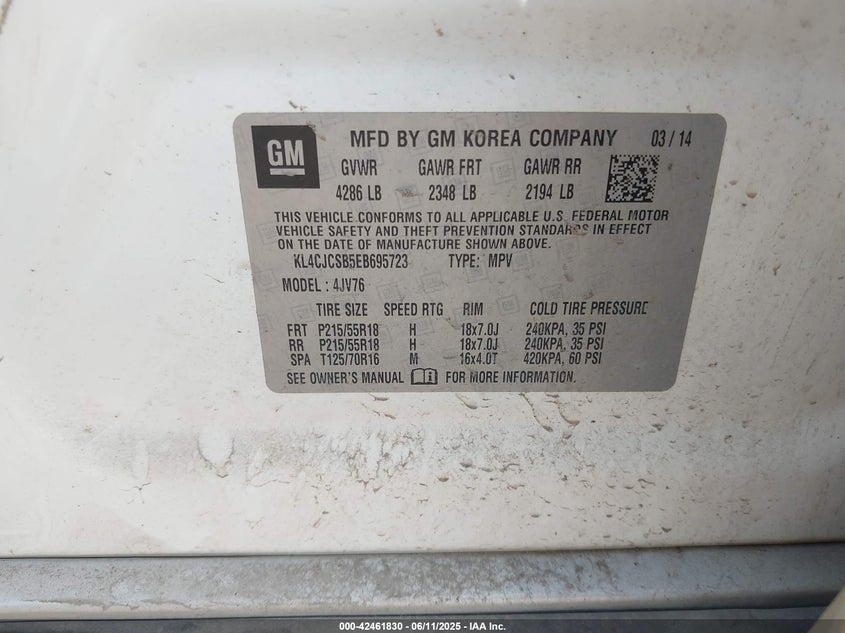 GM
MFD BY GM KOREA COMPANY 03 / 14
GVWR GAWR FRT GAWR RR
4286 LB 2348 LB 2194 LB
THIS VEHICLE CONFORMS TO ALL APPLICABLE U.S. FEDERAL MOTOR
VEHICLE SAFETY AND THEFT PREVENTION STANDARDS IN EFFECT
ON THE DATE OF MANUFACTURE SHOWN ABOVE.
KL4CJCSB5EB695723 TYPE: MPV
MODEL : 4JV76
TIRE SIZE SPEED RTG RIM COLD TIRE PRESSURE
FRT P215/55R18 H 18x7.0J 240KPA, 35 PSI
RR P215/55R18 H 18x7.0J 240KPA, 35 PSI
SPA T125/70R16 M 16x4.0T 420KPA, 60 PSI
SEE OWNER'S MANUAL FOR MORE INFORMATION.
000-42461830 - 06/11/2025 - IAA Inc.